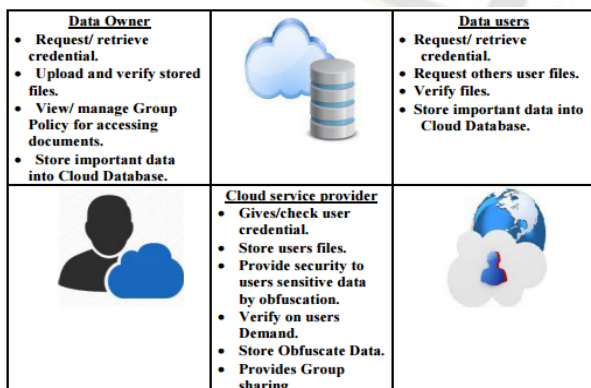 Data Owner
• Request/ retrieve
credential.
• Upload and verify stored
files.
• View/ manage Group
Policy for accessing
documents.
• Store important data
into Cloud Database.
Data users
• Request/ retrieve
credential.
• Request others user files.
• Verify files.
• Store important data into
Cloud Database.
Cloud service provider
• Gives/check user
credential.
• Store users files.
• Provide security to
users sensitive data
by obfuscation.
• Verify on users
Demand.
• Store Obfuscate Data.
• Provides Group
sharing